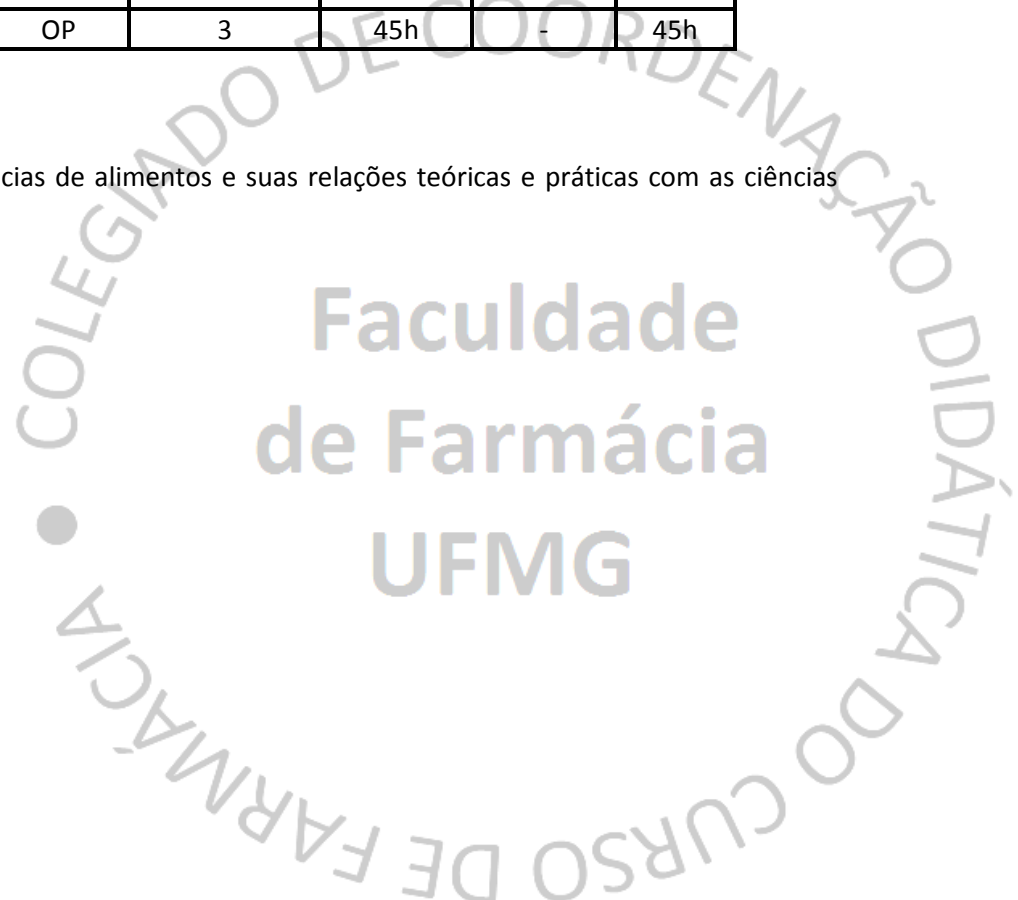 OP 3 45h - 45h
cias de alimentos e suas relações teóricas e práticas com as ciências
COLEGIADO DE COORDENAÇÃO DIDÁTICA DO CURSO DE FARMÁCIA
Faculdade
de Farmácia
UFMG